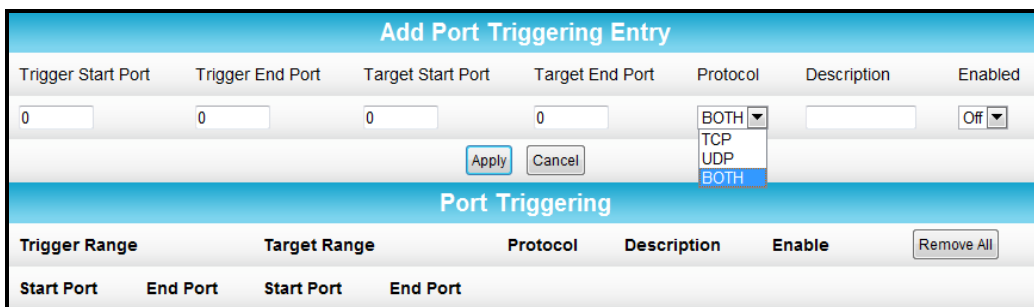 Add Port Triggering Entry
Trigger Start Port Trigger End Port Target Start Port Target End Port Protocol Description Enabled
0 0 0 0 BOTH Off
TCP
UDP
BOTH
Apply Cancel
Port Triggering
Trigger Range Target Range Protocol Description Enable Remove All
Start Port End Port Start Port End Port